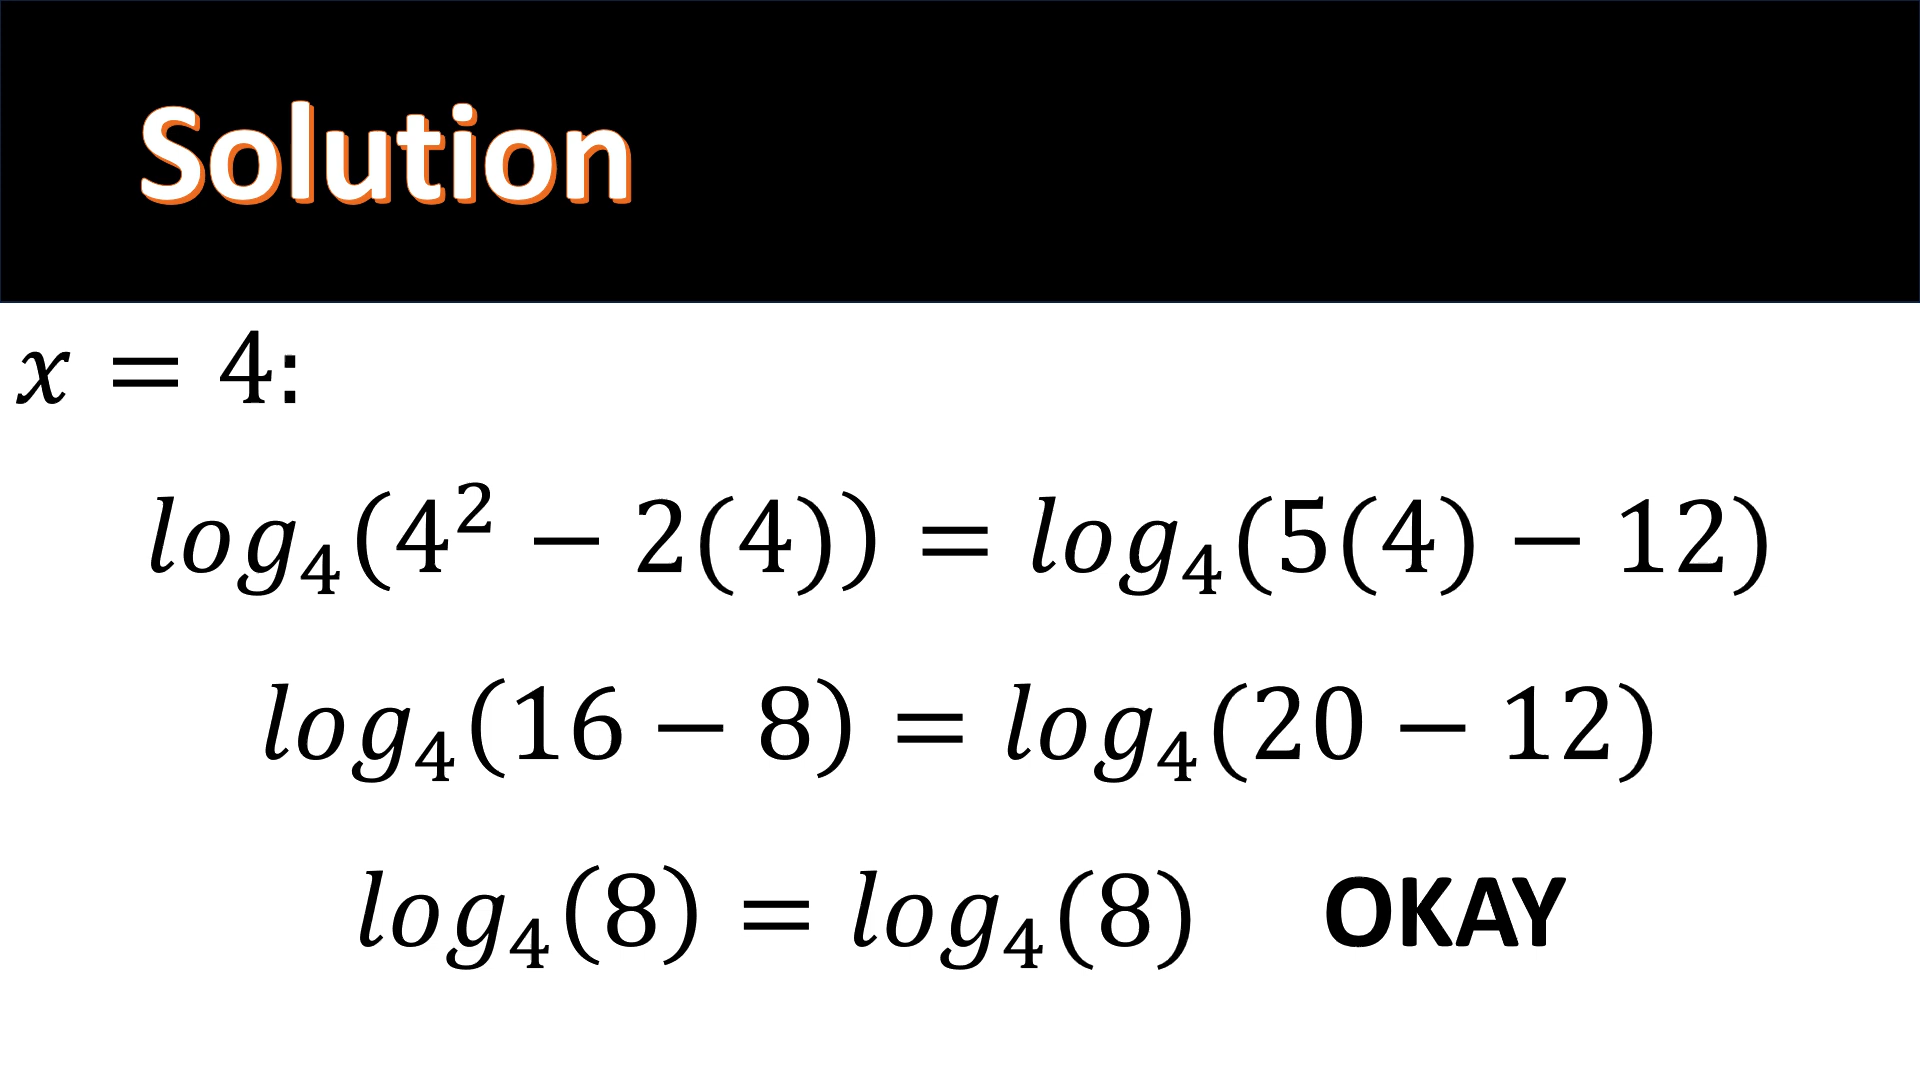 Solution
x = 4:
log₄(4² − 2(4)) = log₄(5(4) − 12)
log₄(16 − 8) = log₄(20 − 12)
log₄(8) = log₄(8) OKAY